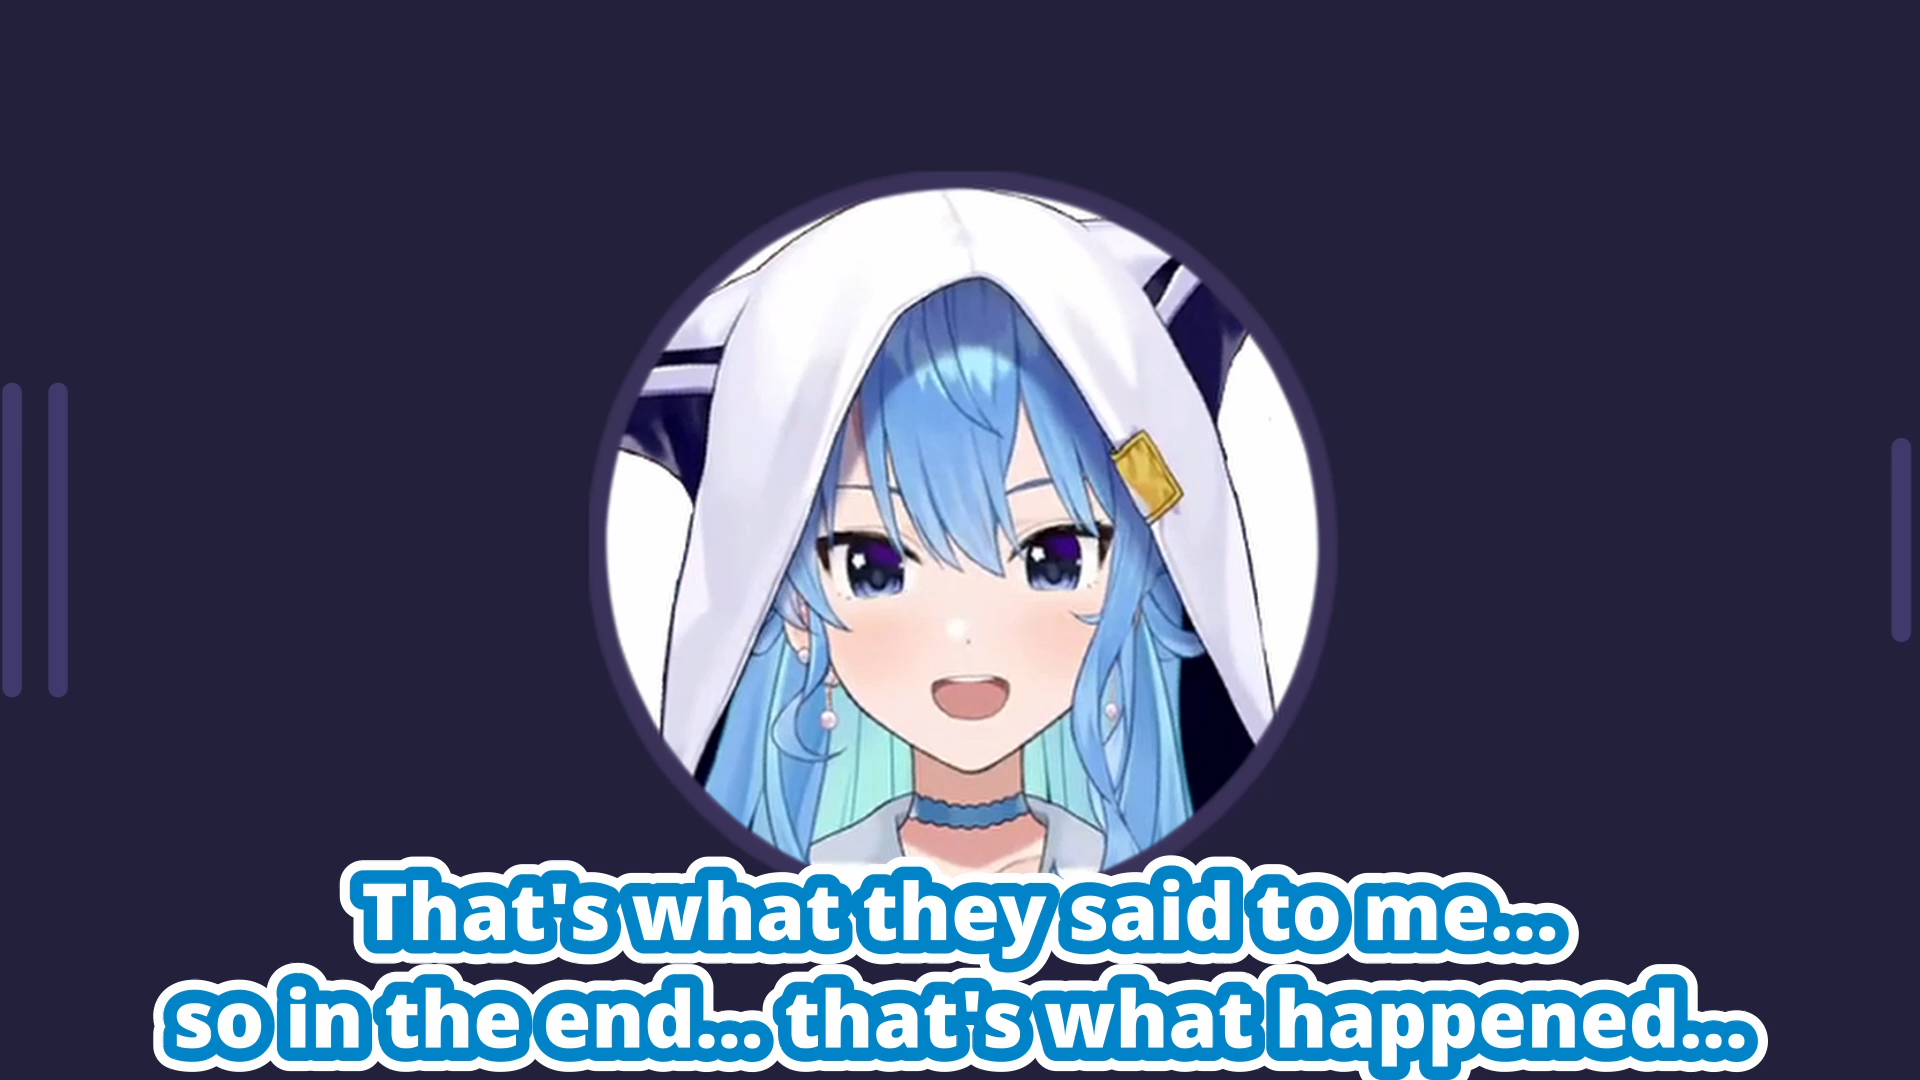 That's what they said to me...
so in the end... that's what happened...